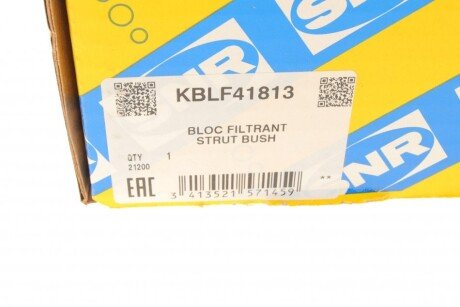 KBLF41813
BLOC FILTRANT
STRUT BUSH
QTY 1
21200
EAC
3 413521 571459
**
SNR
SNR